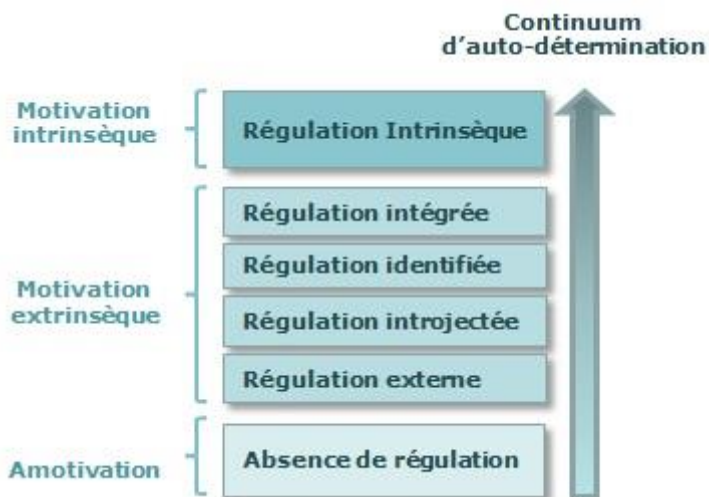 Continuum
d'auto-détermination
Motivation
intrinsèque
Régulation Intrinsèque
Motivation
extrinsèque
Régulation intégrée
Régulation identifiée
Régulation introjectée
Régulation externe
Amotivation
Absence de régulation